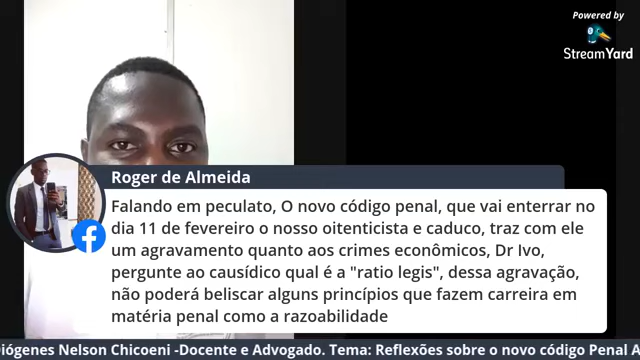 Powered by
StreamYard
Roger de Almeida
Falando em peculato, O novo código penal, que vai enterrar no
dia 11 de fevereiro o nosso oitenticista e caduco, traz com ele
um agravamento quanto aos crimes econômicos, Dr Ivo,
pergunte ao causídico qual é a "ratio legis", dessa agravação,
não poderá beliscar alguns princípios que fazem carreira em
matéria penal como a razoabilidade
iógenes Nelson Chicoeni -Docente e Advogado. Tema: Reflexões sobre o novo código Penal A